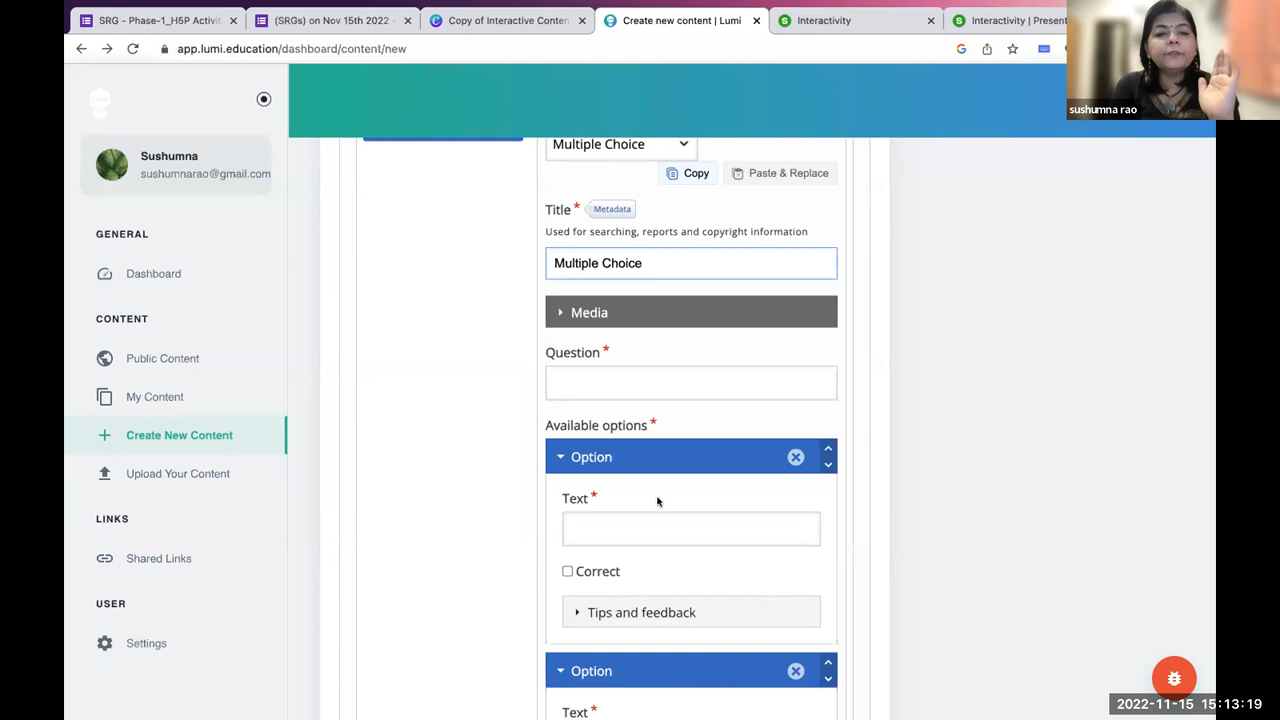 SRG - Phase-1_H5P Activi
(SRGs) on Nov 15th 2022 -
Copy of Interactive Conten
Create new content | Lumi
Interactivity
Interactivity | Present
app.lumi.education/dashboard/content/new
sushumna rao
Sushumna
sushumnarao@gmail.com
GENERAL
Dashboard
CONTENT
Public Content
My Content
Create New Content
Upload Your Content
LINKS
Shared Links
USER
Settings
Multiple Choice
Copy
Paste & Replace
Title * Metadata
Used for searching, reports and copyright information
Multiple Choice
Media
Question *
Available options *
Option
Text *
Correct
Tips and feedback
Option
Text *
2022-11-15 15:13:19